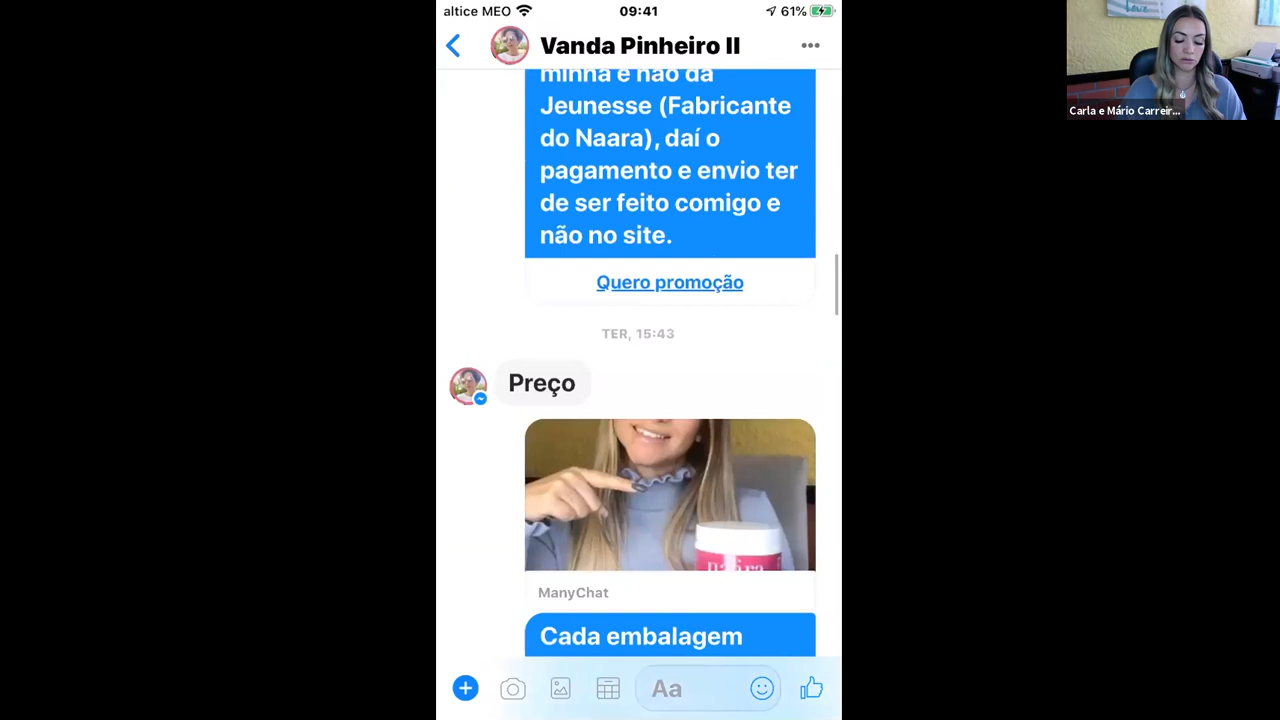 altice MEO 09:41 61%
Vanda Pinheiro II
minha e não da
Jeunesse (Fabricante
do Naara), daí o
pagamento e envio ter
de ser feito comigo e
não no site.
Quero promoção
TER, 15:43
Preço
naara
ManyChat
Cada embalagem
Aa
Carla e Mário Carreir...